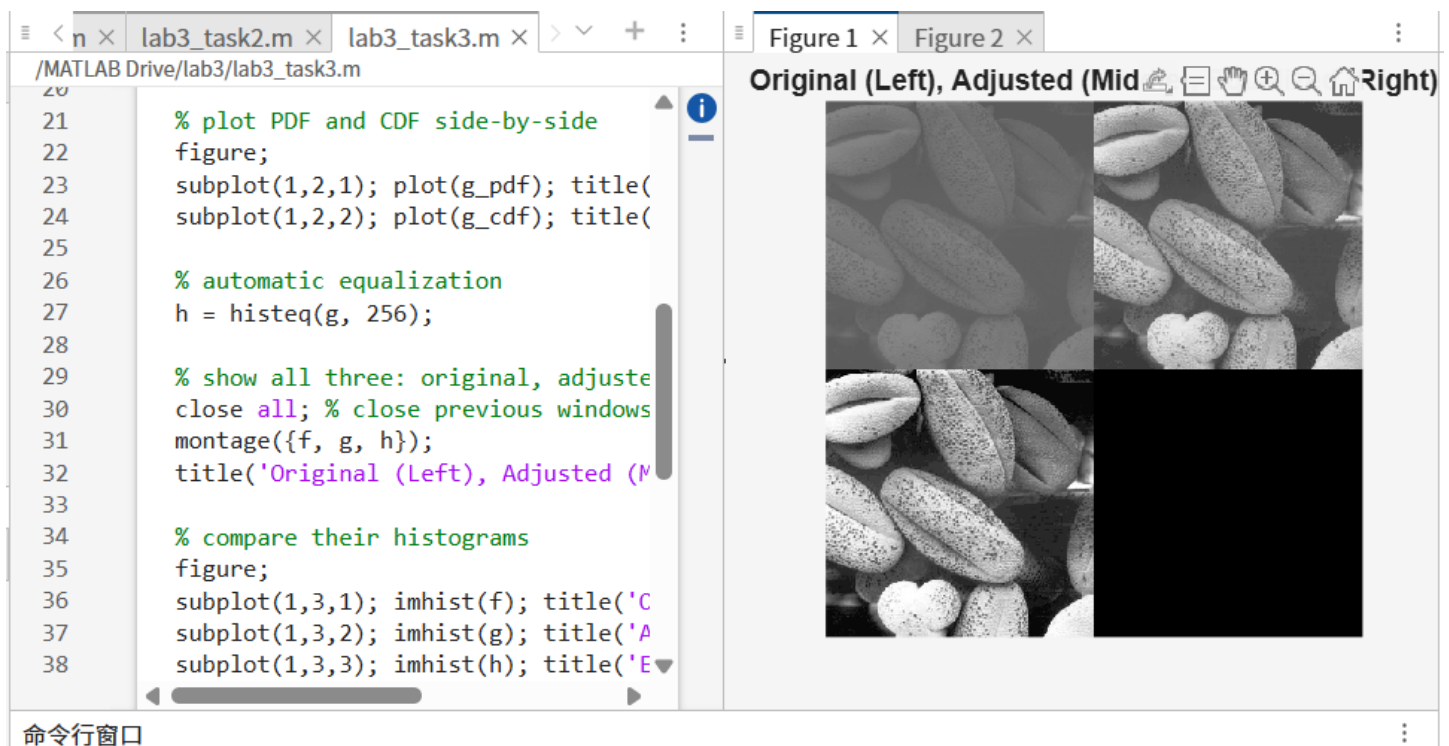 n × lab3_task2.m × lab3_task3.m ×
/MATLAB Drive/lab3/lab3_task3.m
20
21 % plot PDF and CDF side-by-side
22 figure;
23 subplot(1,2,1); plot(g_pdf); title(
24 subplot(1,2,2); plot(g_cdf); title(
25
26 % automatic equalization
27 h = histeq(g, 256);
28
29 % show all three: original, adjuste
30 close all; % close previous windows
31 montage({f, g, h});
32 title('Original (Left), Adjusted (M
33
34 % compare their histograms
35 figure;
36 subplot(1,3,1); imhist(f); title('O
37 subplot(1,3,2); imhist(g); title('A
38 subplot(1,3,3); imhist(h); title('E
命令行窗口
Figure 1 × Figure 2 ×
Original (Left), Adjusted (Mid Right)